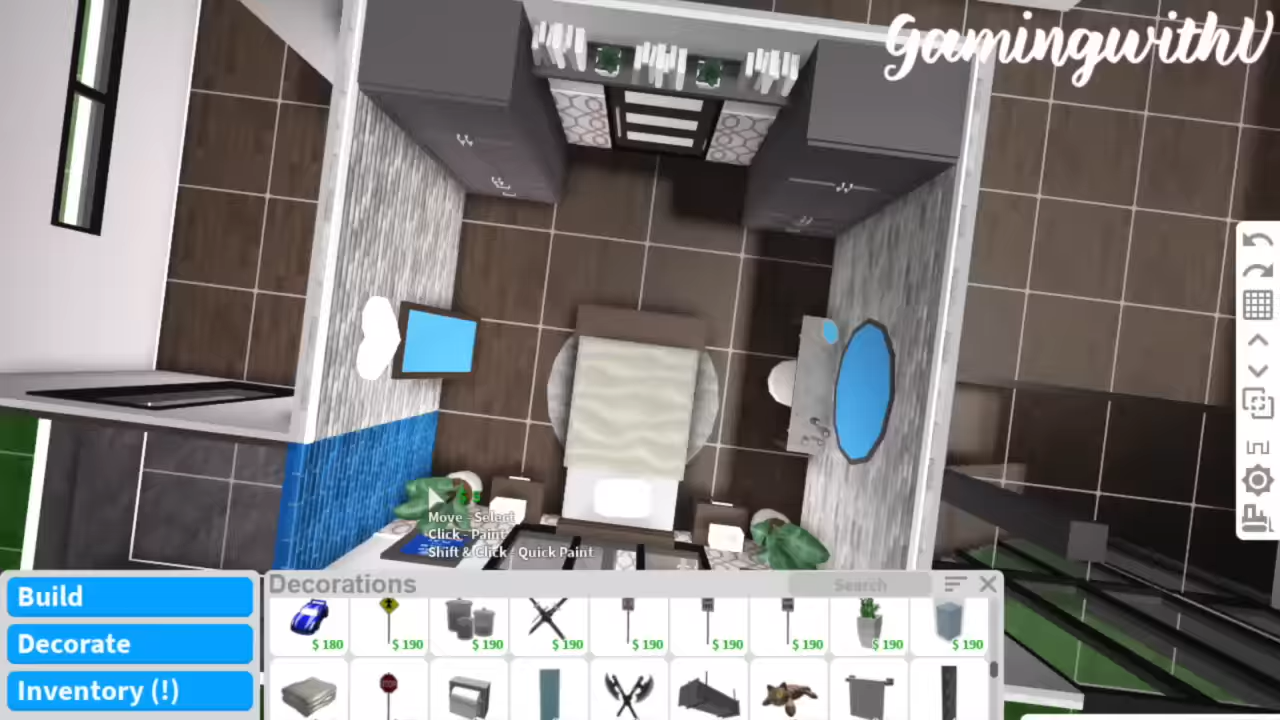 GamingwithV
Move - Select
Click - Paint
Shift & Click - Quick Paint
Build
Decorate
Inventory (!)
Decorations
Search
$ 180
$ 190
$ 190
$ 190
$ 190
$ 190
$ 190
$ 190
$ 190